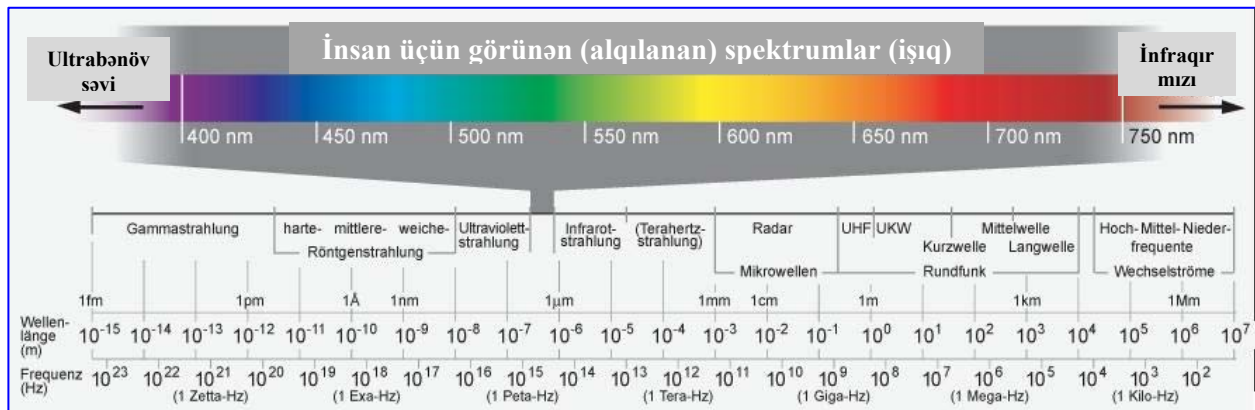 İnsan üçün görünən (alqılanan) spektrumlar (işıq)
Ultrabənöv
səvi
İnfraqır
mızı
400 nm 450 nm 500 nm 550 nm 600 nm 650 nm 700 nm 750 nm
Gammastrahlung harte- mittlere- weiche- Ultraviolett- Infrarot- (Terahertz- Radar UHF UKW Mittelwelle Hoch- Mittel- Nieder-
Röntgenstrahlung strahlung strahlung strahlung) Kurzwelle Langwelle frequente
Mikrowellen Rundfunk Wechselströme
1fm 1pm 1Å 1nm 1µm 1mm 1cm 1m 1km 1Mm
Wellen-
länge
(m)
10⁻¹⁵ 10⁻¹⁴ 10⁻¹³ 10⁻¹² 10⁻¹¹ 10⁻¹⁰ 10⁻⁹ 10⁻⁸ 10⁻⁷ 10⁻⁶ 10⁻⁵ 10⁻⁴ 10⁻³ 10⁻² 10⁻¹ 10⁰ 10¹ 10² 10³ 10⁴ 10⁵ 10⁶ 10⁷
Frequenz
(Hz)
10²³ 10²² 10²¹ 10²⁰ 10¹⁹ 10¹⁸ 10¹⁷ 10¹⁶ 10¹⁵ 10¹⁴ 10¹³ 10¹² 10¹¹ 10¹⁰ 10⁹ 10⁸ 10⁷ 10⁶ 10⁵ 10⁴ 10³ 10²
(1 Zetta-Hz) (1 Exa-Hz) (1 Peta-Hz) (1 Tera-Hz) (1 Giga-Hz) (1 Mega-Hz) (1 Kilo-Hz)